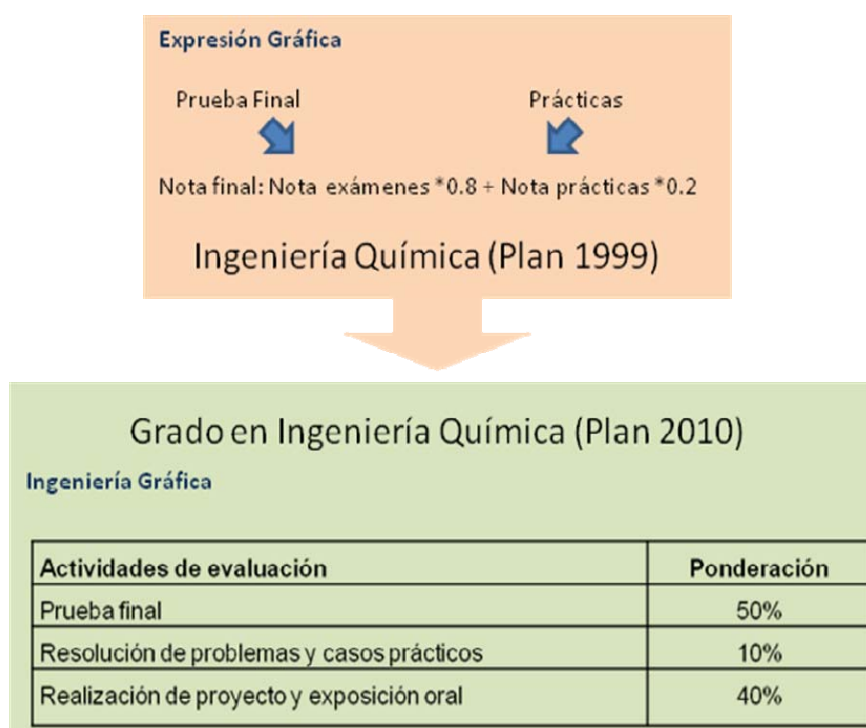 Expresión Gráfica
Prueba Final Prácticas
Nota final: Nota exámenes *0.8 + Nota prácticas *0.2
Ingeniería Química (Plan 1999)
Grado en Ingeniería Química (Plan 2010)
Ingeniería Gráfica
Actividades de evaluación Ponderación
Prueba final 50%
Resolución de problemas y casos prácticos 10%
Realización de proyecto y exposición oral 40%